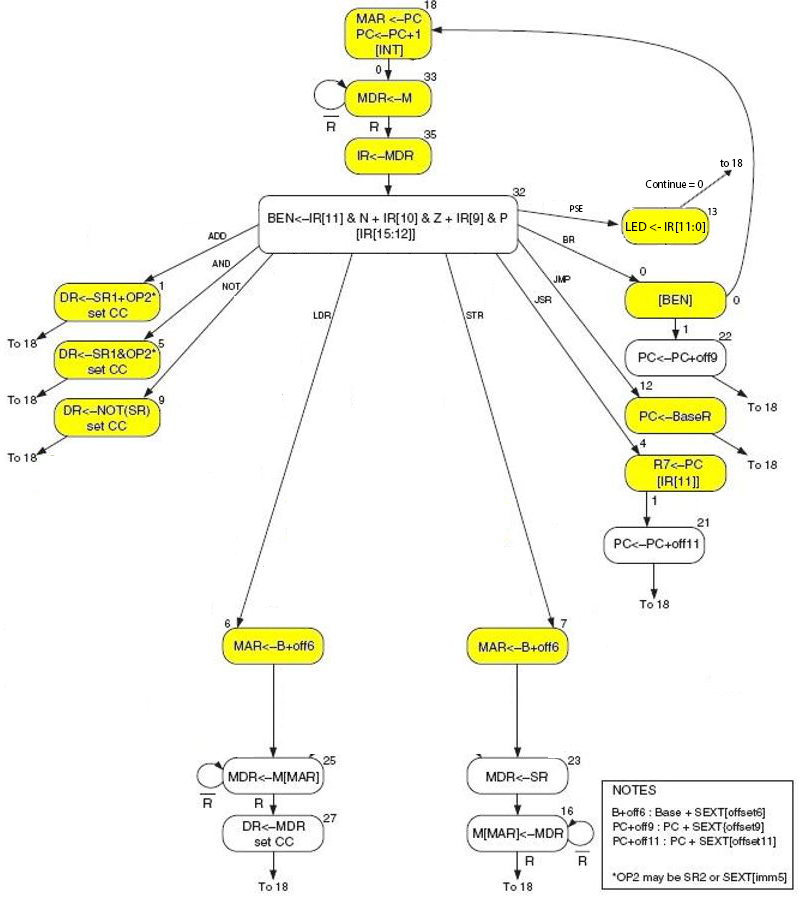 18
MAR <–PC
PC<–PC+1
[INT]
0
33
MDR<–M
R
R
35
IR<–MDR
32
BEN<–IR[11] & N + IR[10] & Z + IR[9] & P
[IR[15:12]]
to 18
Continue = 0
PSE
13
LED <- IR[11:0]
ADD
AND
NOT
LDR
STR
JSR
JMP
BR
1
DR<–SR1+OP2*
set CC
To 18
5
DR<–SR1&OP2*
set CC
To 18
9
DR<–NOT(SR)
set CC
To 18
0
[BEN]
0
1
22
PC<–PC+off9
To 18
12
PC<–BaseR
To 18
4
R7<–PC
[IR[11]]
1
21
PC<–PC+off11
To 18
6
MAR<–B+off6
7
MAR<–B+off6
25
MDR<–M[MAR]
R
R
27
DR<–MDR
set CC
To 18
23
MDR<–SR
16
M[MAR]<–MDR
R
R
To 18
NOTES
B+off6 : Base + SEXT[offset6]
PC+off9 : PC + SEXT{offset9]
PC+off11 : PC + SEXT[offset11]
*OP2 may be SR2 or SEXT[imm5]